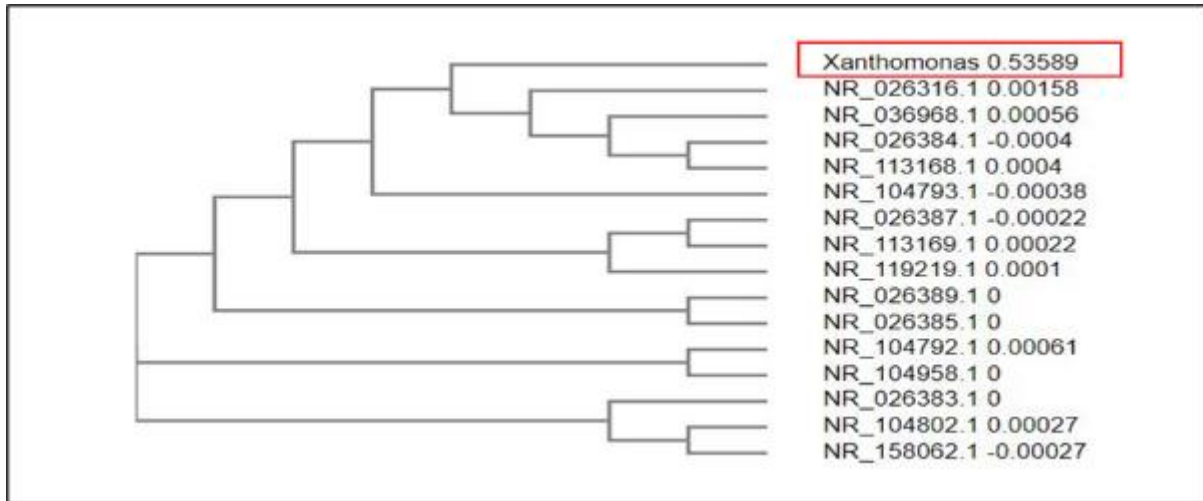 Xanthomonas 0.53589
NR_026316.1 0.00158
NR_036968.1 0.00056
NR_026384.1 -0.0004
NR_113168.1 0.0004
NR_104793.1 -0.00038
NR_026387.1 -0.00022
NR_113169.1 0.00022
NR_119219.1 0.0001
NR_026389.1 0
NR_026385.1 0
NR_104792.1 0.00061
NR_104958.1 0
NR_026383.1 0
NR_104802.1 0.00027
NR_158062.1 -0.00027